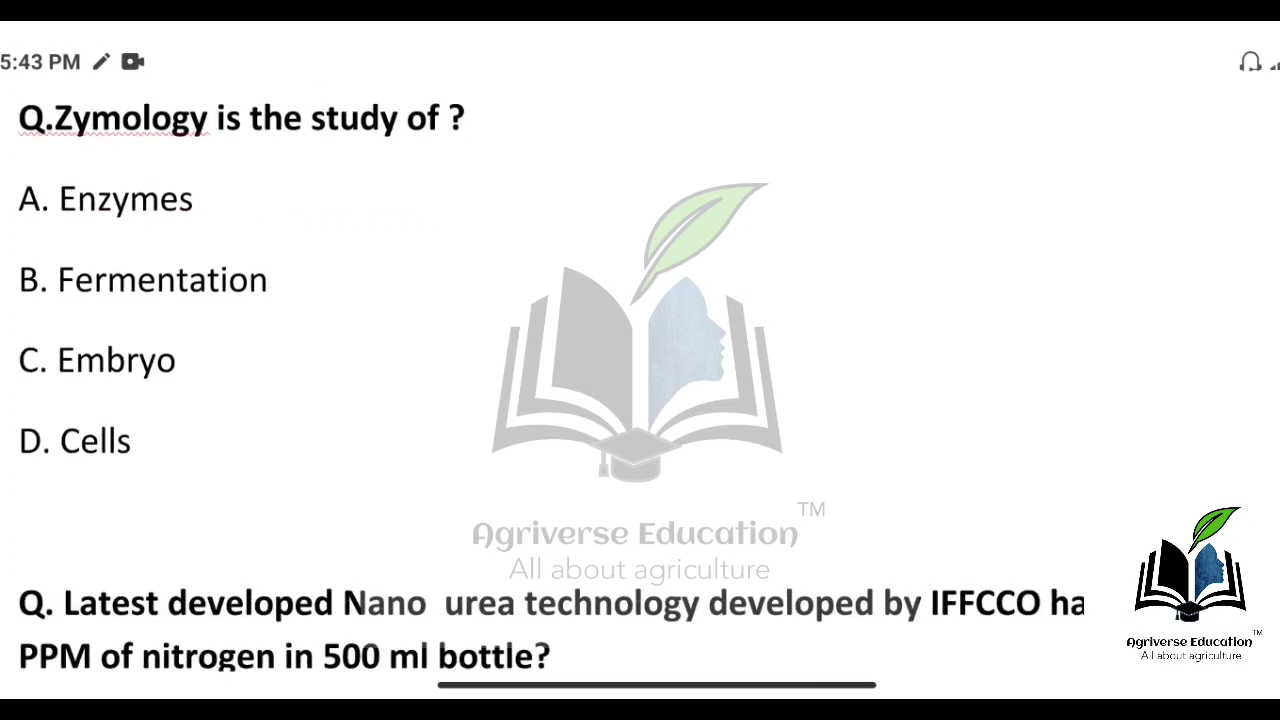 5:43 PM
Q.Zymology is the study of ?
A. Enzymes
B. Fermentation
C. Embryo
D. Cells
TM
Agriverse Education
All about agriculture
Q. Latest developed Nano urea technology developed by IFFCCO ha
PPM of nitrogen in 500 ml bottle?
TM
Agriverse Education
All about agriculture